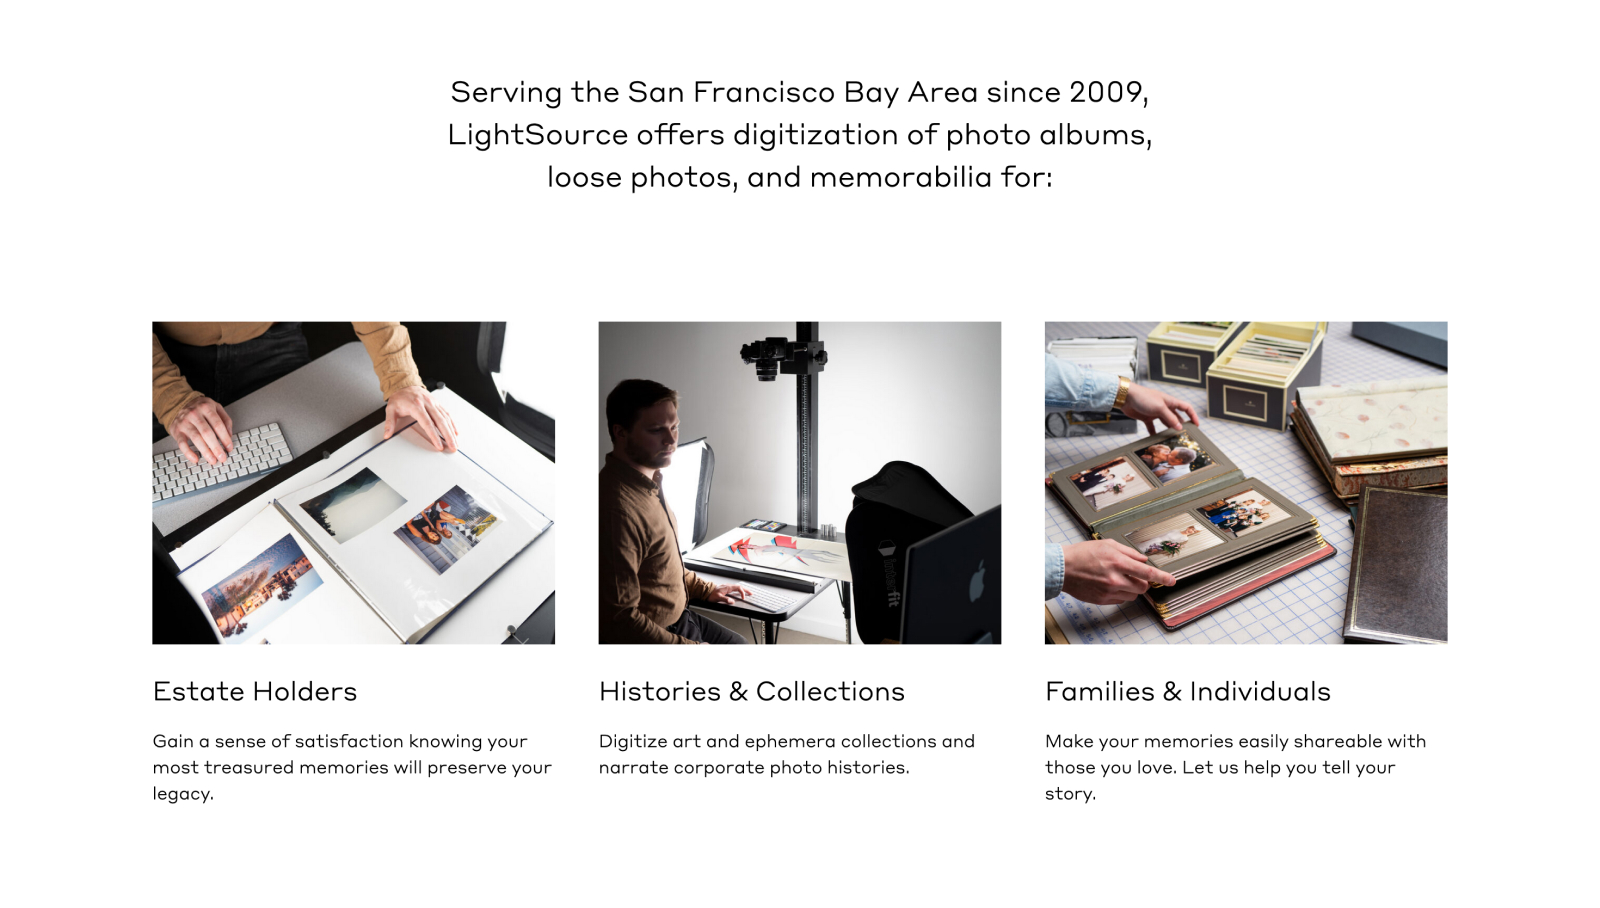 Serving the San Francisco Bay Area since 2009,
LightSource offers digitization of photo albums,
loose photos, and memorabilia for:
Estate Holders
Gain a sense of satisfaction knowing your
most treasured memories will preserve your
legacy.
Histories & Collections
Digitize art and ephemera collections and
narrate corporate photo histories.
Families & Individuals
Make your memories easily shareable with
those you love. Let us help you tell your
story.